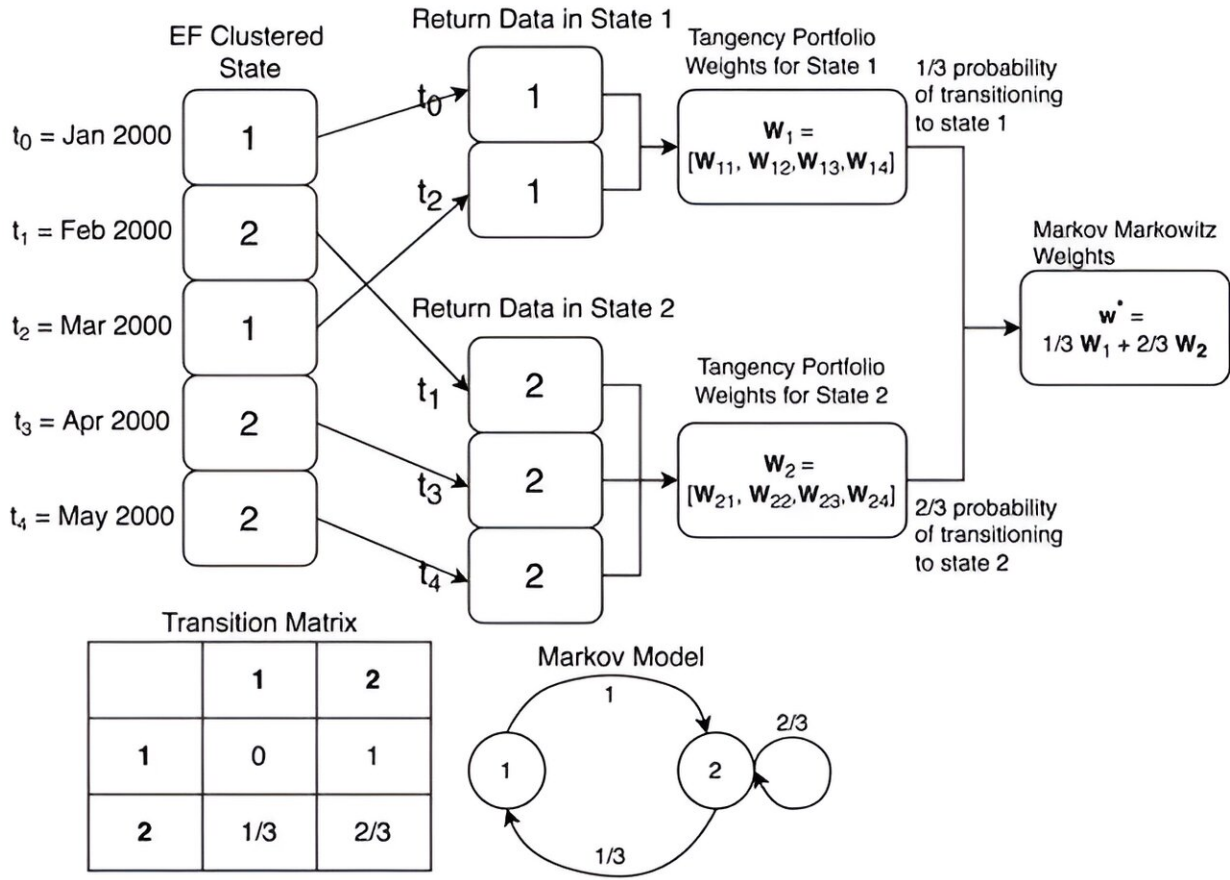 EF Clustered
State
t₀ = Jan 2000
1
t₁ = Feb 2000
2
t₂ = Mar 2000
1
t₃ = Apr 2000
2
t₄ = May 2000
2
Return Data in State 1
t₀
1
t₂
1
Return Data in State 2
t₁
2
t₃
2
t₄
2
Tangency Portfolio
Weights for State 1
W₁ =
[W₁₁, W₁₂,W₁₃,W₁₄]
1/3 probability
of transitioning
to state 1
Tangency Portfolio
Weights for State 2
W₂ =
[W₂₁, W₂₂,W₂₃,W₂₄]
2/3 probability
of transitioning
to state 2
Markov Markowitz
Weights
w* =
1/3 W₁ + 2/3 W₂
Transition Matrix
1 2
1 0 1
2 1/3 2/3
Markov Model
1
1
2
2/3
1/3